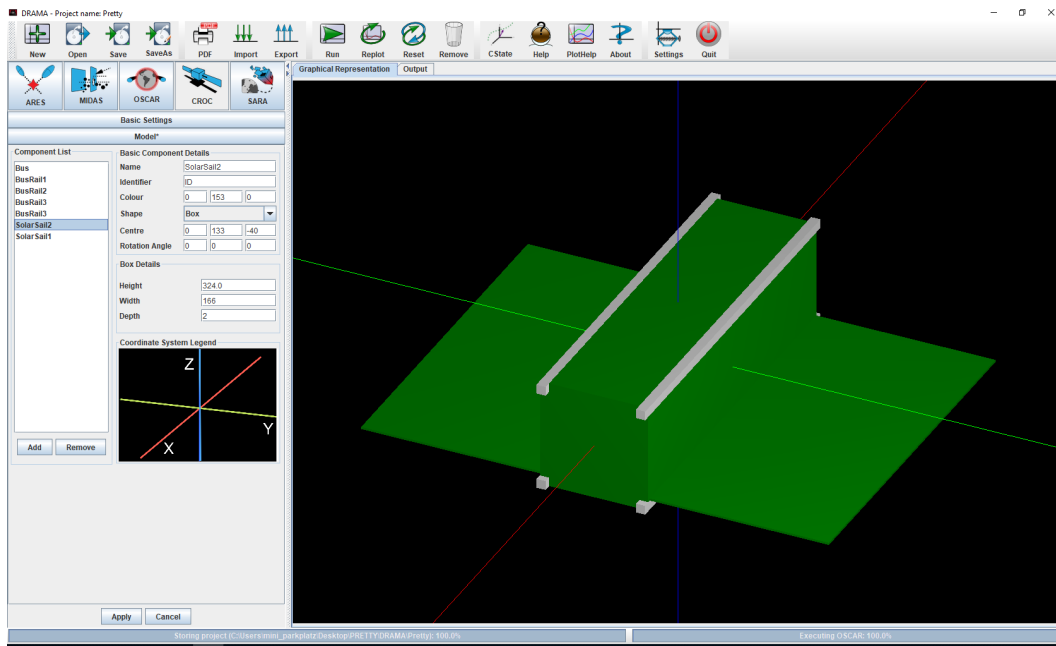 DRAMA - Project name: Pretty
New Open Save SaveAs PDF Import Export Run Replot Reset Remove CState Help PlotHelp About Settings Quit
ARES MIDAS OSCAR CROC SARA
Graphical Representation Output
Basic Settings
Model*
Component List
Bus
BusRail1
BusRail2
BusRail3
BusRail3
SolarSail2
SolarSail1
Add Remove
Basic Component Details
Name SolarSail2
Identifier ID
Colour 0 153 0
Shape Box
Centre 0 133 -40
Rotation Angle 0 0 0
Box Details
Height 324.0
Width 166
Depth 2
Coordinate System Legend
Z
Y
X
Apply Cancel
Storing project (C:\Users\mini_parkplatz\Desktop\PRETTY\DRAMA\Pretty): 100.0%
Executing OSCAR: 100.0%